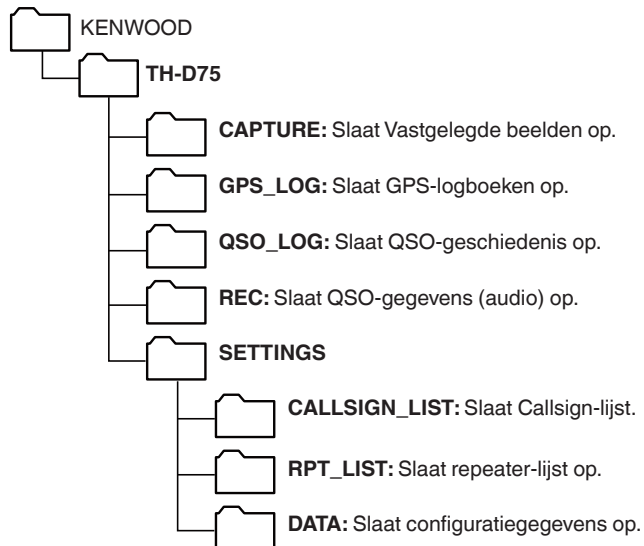 KENWOOD
TH-D75
CAPTURE: Slaat Vastgelegde beelden op.
GPS_LOG: Slaat GPS-logboeken op.
QSO_LOG: Slaat QSO-geschiedenis op.
REC: Slaat QSO-gegevens (audio) op.
SETTINGS
CALLSIGN_LIST: Slaat Callsign-lijst.
RPT_LIST: Slaat repeater-lijst op.
DATA: Slaat configuratiegegevens op.